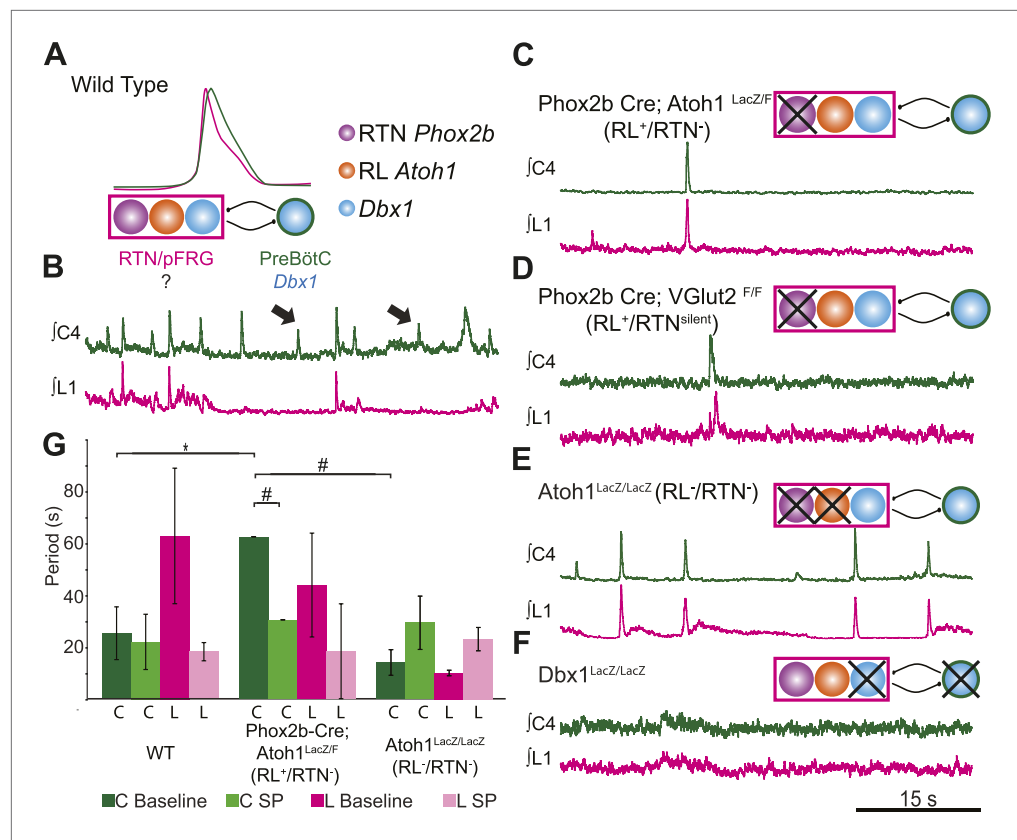 A
Wild Type
RTN Phox2b
RL Atoh1
Dbx1
RTN/pFRG
?
PreBötC
Dbx1
B
∫C4
∫L1
C
Phox2b Cre; Atoh1 LacZ/F
(RL+/RTN-)
∫C4
∫L1
D
Phox2b Cre; VGlut2 F/F
(RL+/RTNsilent)
∫C4
∫L1
E
Atoh1LacZ/LacZ (RL-/RTN-)
∫C4
∫L1
F
Dbx1LacZ/LacZ
∫C4
∫L1
15 s
G
* # #
Period (s)
80
60
40
20
C C L L C C L L C C L L
WT
Phox2b-Cre;
Atoh1LacZ/F
(RL+/RTN-)
Atoh1LacZ/LacZ
(RL-/RTN-)
C Baseline C SP L Baseline L SP